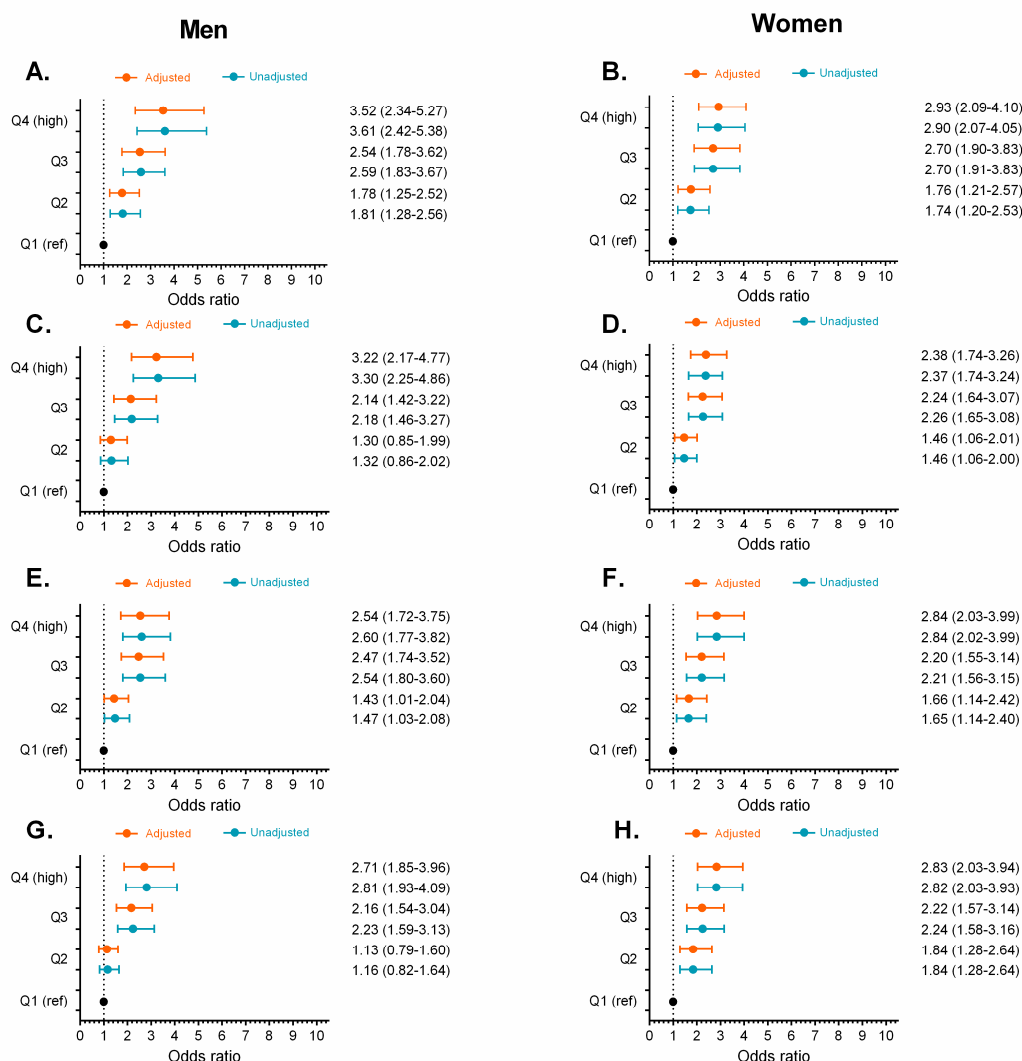 Men
Women
A.
Adjusted
Unadjusted
Q4 (high)
3.52 (2.34-5.27)
3.61 (2.42-5.38)
Q3
2.54 (1.78-3.62)
2.59 (1.83-3.67)
Q2
1.78 (1.25-2.52)
1.81 (1.28-2.56)
Q1 (ref)
0 1 2 3 4 5 6 7 8 9 10
Odds ratio
B.
Adjusted
Unadjusted
Q4 (high)
2.93 (2.09-4.10)
2.90 (2.07-4.05)
Q3
2.70 (1.90-3.83)
2.70 (1.91-3.83)
Q2
1.76 (1.21-2.57)
1.74 (1.20-2.53)
Q1 (ref)
0 1 2 3 4 5 6 7 8 9 10
Odds ratio
C.
Adjusted
Unadjusted
Q4 (high)
3.22 (2.17-4.77)
3.30 (2.25-4.86)
Q3
2.14 (1.42-3.22)
2.18 (1.46-3.27)
Q2
1.30 (0.85-1.99)
1.32 (0.86-2.02)
Q1 (ref)
0 1 2 3 4 5 6 7 8 9 10
Odds ratio
D.
Adjusted
Unadjusted
Q4 (high)
2.38 (1.74-3.26)
2.37 (1.74-3.24)
Q3
2.24 (1.64-3.07)
2.26 (1.65-3.08)
Q2
1.46 (1.06-2.01)
1.46 (1.06-2.00)
Q1 (ref)
0 1 2 3 4 5 6 7 8 9 10
Odds ratio
E.
Adjusted
Unadjusted
Q4 (high)
2.54 (1.72-3.75)
2.60 (1.77-3.82)
Q3
2.47 (1.74-3.52)
2.54 (1.80-3.60)
Q2
1.43 (1.01-2.04)
1.47 (1.03-2.08)
Q1 (ref)
0 1 2 3 4 5 6 7 8 9 10
Odds ratio
F.
Adjusted
Unadjusted
Q4 (high)
2.84 (2.03-3.99)
2.84 (2.02-3.99)
Q3
2.20 (1.55-3.14)
2.21 (1.56-3.15)
Q2
1.66 (1.14-2.42)
1.65 (1.14-2.40)
Q1 (ref)
0 1 2 3 4 5 6 7 8 9 10
Odds ratio
G.
Adjusted
Unadjusted
Q4 (high)
2.71 (1.85-3.96)
2.81 (1.93-4.09)
Q3
2.16 (1.54-3.04)
2.23 (1.59-3.13)
Q2
1.13 (0.79-1.60)
1.16 (0.82-1.64)
Q1 (ref)
0 1 2 3 4 5 6 7 8 9 10
Odds ratio
H.
Adjusted
Unadjusted
Q4 (high)
2.83 (2.03-3.94)
2.82 (2.03-3.93)
Q3
2.22 (1.57-3.14)
2.24 (1.58-3.16)
Q2
1.84 (1.28-2.64)
1.84 (1.28-2.64)
Q1 (ref)
0 1 2 3 4 5 6 7 8 9 10
Odds ratio